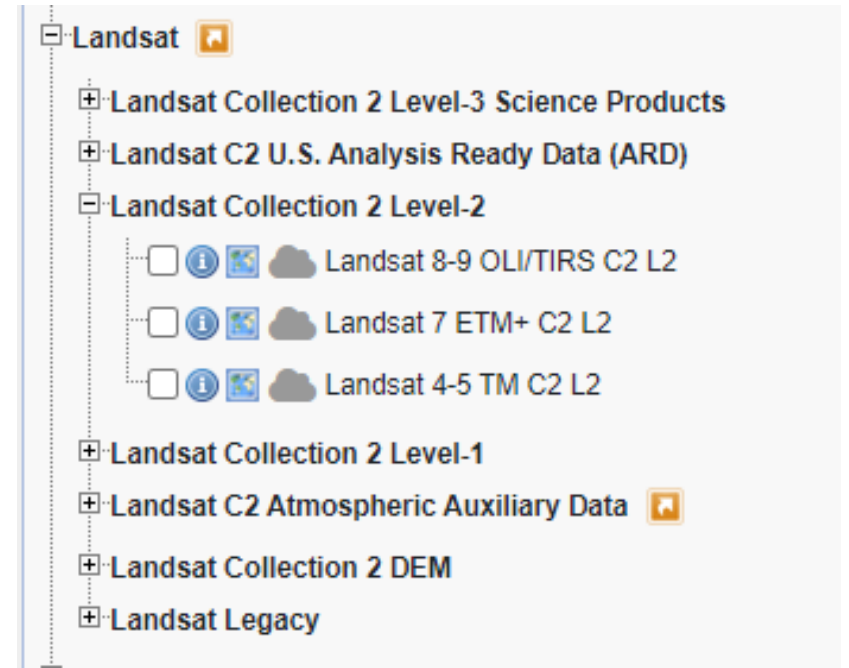 Landsat
Landsat Collection 2 Level-3 Science Products
Landsat C2 U.S. Analysis Ready Data (ARD)
Landsat Collection 2 Level-2
Landsat 8-9 OLI/TIRS C2 L2
Landsat 7 ETM+ C2 L2
Landsat 4-5 TM C2 L2
Landsat Collection 2 Level-1
Landsat C2 Atmospheric Auxiliary Data
Landsat Collection 2 DEM
Landsat Legacy